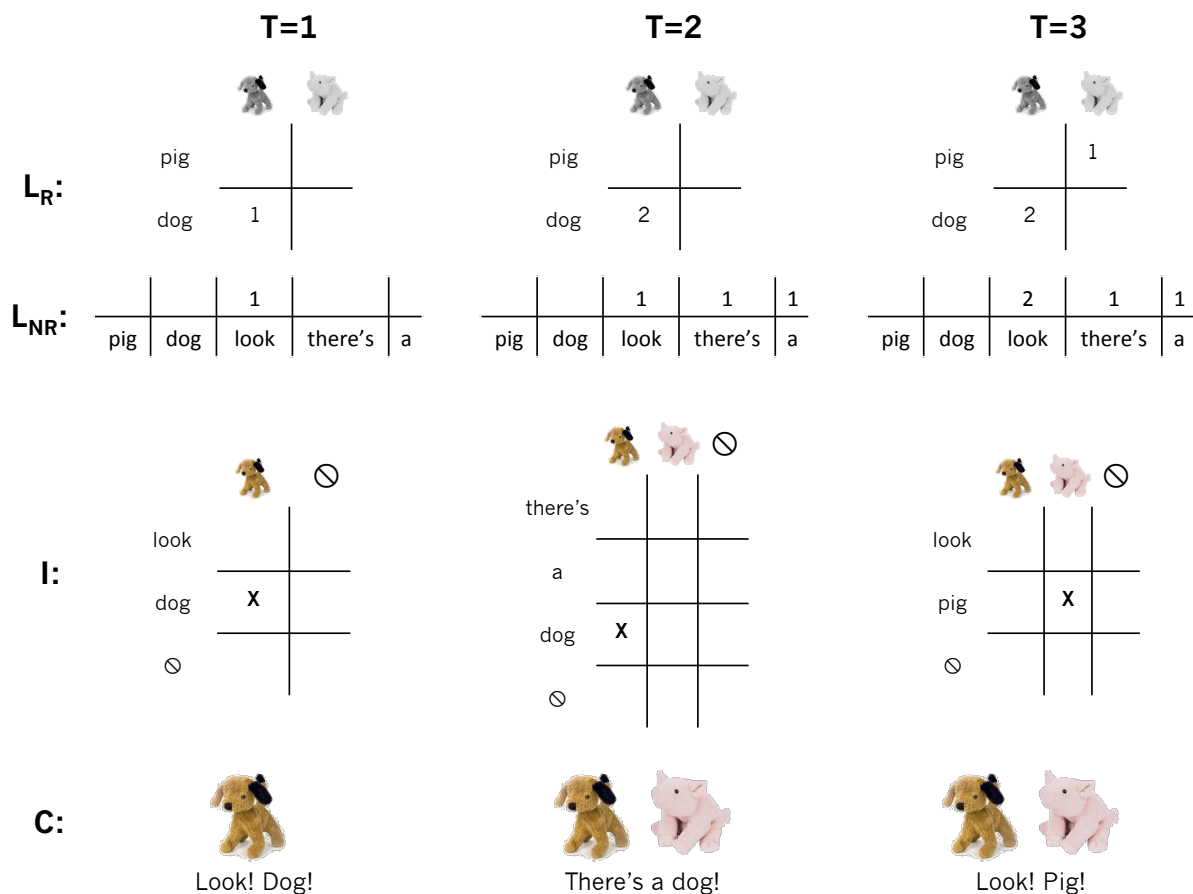 T=1 T=2 T=3
L_R:
pig pig pig 1
dog 1 dog 2 dog 2
L_NR:
1 1 1 1 2 1 1
pig dog look there's a pig dog look there's a pig dog look there's a
I:
there's
look a look
dog X dog X pig X
C:
Look! Dog! There's a dog! Look! Pig!